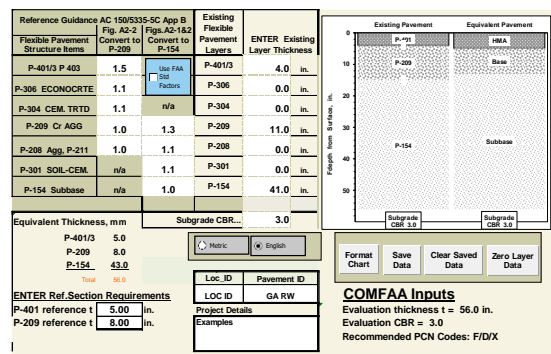 Reference Guidance AC 150/5335-5C App B
Existing Flexible Pavement Layers
ENTER Existing Layer Thickness
Flexible Pavement Structure Items
Fig. A2-2 Convert to P-209
Figs.A2-1&2 Convert to P-154
P-401/3 P 403 1.5 P-401/3 4.0 in.
Use FAA Std Factors
P-306 ECONOCRTE 1.1 P-306 0.0 in.
P-304 CEM. TRTD 1.1 n/a P-304 0.0 in.
P-209 Cr AGG 1.0 1.3 P-209 11.0 in.
P-208 Agg, P-211 1.0 1.1 P-208 0.0 in.
P-301 SOIL-CEM. n/a 1.1 P-301 0.0 in.
P-154 Subbase n/a 1.0 P-154 41.0 in.
Equivalent Thickness, mm
Subgrade CBR... 3.0
P-401/3 5.0
P-209 8.0
P-154 43.0
Total 56.0
Metric
English
ENTER Ref.Section Requirements
P-401 reference t 5.00 in.
P-209 reference t 8.00 in.
Loc_ID Pavement ID
LOC ID GA RW
Project Details
Examples
Existing Pavement
Equivalent Pavement
Fdepth from Surface, in.
0
10
20
30
40
50
P-401
P-209
P-154
Subgrade CBR 3.0
HMA
Base
Subbase
Subgrade CBR 3.0
Format Chart
Save Data
Clear Saved Data
Zero Layer Data
COMFAA Inputs
Evaluation thickness t = 56.0 in.
Evaluation CBR = 3.0
Recommended PCN Codes: F/D/X